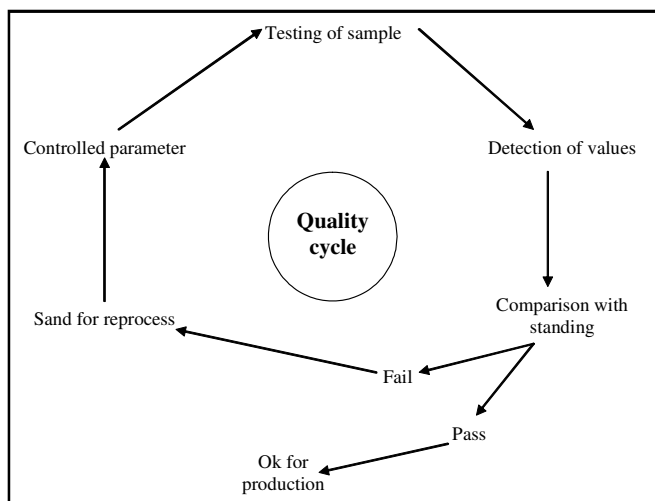 Testing of sample
Controlled parameter
Detection of values
Quality
cycle
Sand for reprocess
Comparison with
standing
Fail
Pass
Ok for
production